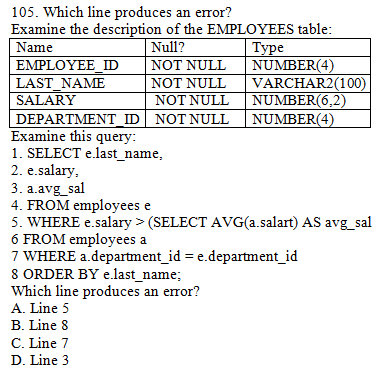 105. Which line produces an error?
Examine the description of the EMPLOYEES table:
Name Null? Type
EMPLOYEE_ID NOT NULL NUMBER(4)
LAST_NAME NOT NULL VARCHAR2(100)
SALARY NOT NULL NUMBER(6,2)
DEPARTMENT_ID NOT NULL NUMBER(4)
Examine this query:
1. SELECT e.last_name,
2. e.salary,
3. a.avg_sal
4. FROM employees e
5. WHERE e.salary > (SELECT AVG(a.salart) AS avg_sal
6 FROM employees a
7 WHERE a.department_id = e.department_id
8 ORDER BY e.last_name;
Which line produces an error?
A. Line 5
B. Line 8
C. Line 7
D. Line 3